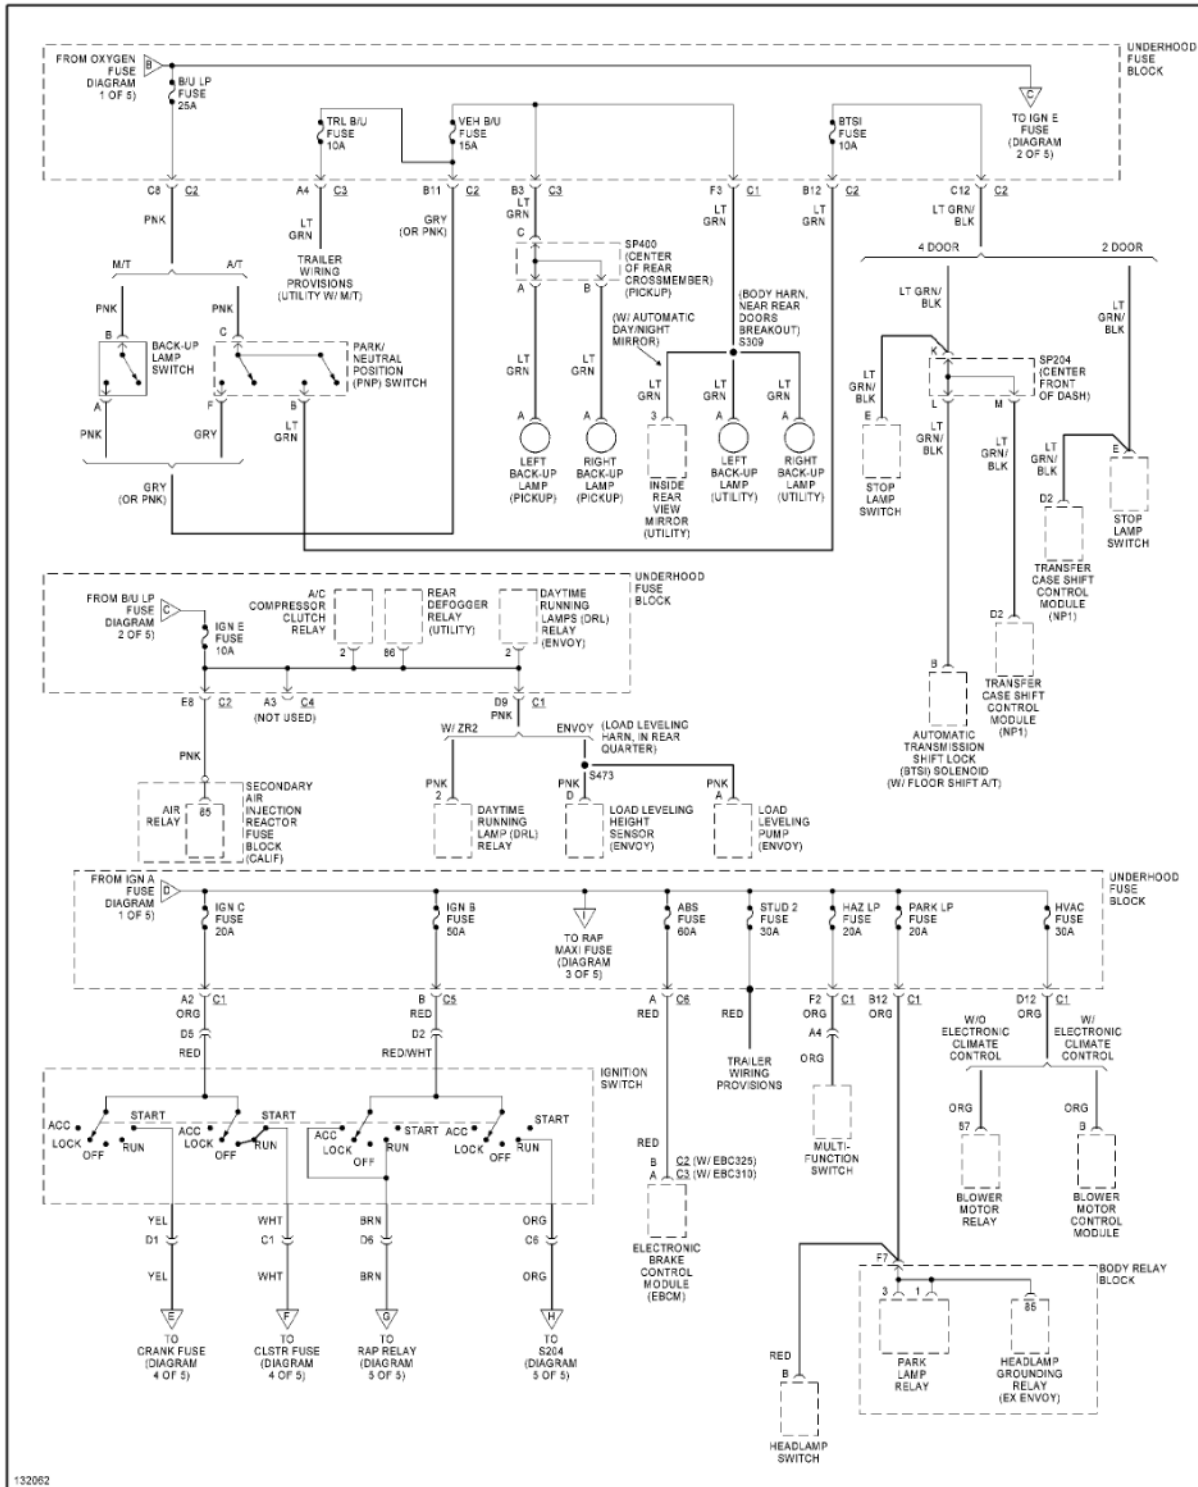 UNDERHOOD
FUSE
BLOCK
FROM OXYGEN
FUSE
DIAGRAM
1 OF 5)
B
B/U LP
FUSE
25A
TRL B/U
FUSE
10A
VEH B/U
FUSE
15A
BTSI
FUSE
10A
C
TO IGN E
FUSE
(DIAGRAM
2 OF 5)
C8 C2
A4 C3
B11 C2
B3 C3
F3 C1
B12 C2
C12 C2
PNK
LT
GRN
GRY
(OR PNK)
LT
GRN
LT
GRN
LT
GRN
LT GRN/
BLK
TRAILER
WIRING
PROVISIONS
(UTILITY W/ M/T)
M/T
A/T
C
SP400
(CENTER
OF REAR
CROSSMEMBER)
(PICKUP)
A
B
4 DOOR
2 DOOR
PNK
PNK
LT GRN/
BLK
LT
GRN/
BLK
(W/ AUTOMATIC
DAY/NIGHT
MIRROR)
(BODY HARN,
NEAR REAR
DOORS
BREAKOUT)
S309
B
BACK-UP
LAMP
SWITCH
A
C
PARK/
NEUTRAL
POSITION
(PNP) SWITCH
F
B
K
SP204
(CENTER
FRONT
OF DASH)
L
M
PNK
GRY
LT
GRN
LT
GRN
LT
GRN
LT
GRN
LT
GRN
LT
GRN
LT
GRN/
BLK
LT
GRN/
BLK
LT
GRN/
BLK
LT
GRN/
BLK
A
A
3
A
A
E
E
GRY
(OR PNK)
LEFT
BACK-UP
LAMP
(PICKUP)
RIGHT
BACK-UP
LAMP
(PICKUP)
INSIDE
REAR
VIEW
MIRROR
(UTILITY)
LEFT
BACK-UP
LAMP
(UTILITY)
RIGHT
BACK-UP
LAMP
(UTILITY)
STOP
LAMP
SWITCH
D2
TRANSFER
CASE SHIFT
CONTROL
MODULE
(NP1)
STOP
LAMP
SWITCH
D2
TRANSFER
CASE SHIFT
CONTROL
MODULE
(NP1)
B
AUTOMATIC
TRANSMISSION
SHIFT LOCK
(BTSI) SOLENOID
(W/ FLOOR SHIFT A/T)
UNDERHOOD
FUSE
BLOCK
FROM B/U LP
FUSE
DIAGRAM
2 OF 5)
C
IGN E
FUSE
10A
A/C
COMPRESSOR
CLUTCH
RELAY
2
REAR
DEFOGGER
RELAY
(UTILITY)
86
DAYTIME
RUNNING
LAMPS (DRL)
RELAY
(ENVOY)
2
E8 C2
A3 C4
(NOT USED)
D9 C1
PNK
W/ ZR2
ENVOY
(LOAD LEVELING
HARN, IN REAR
QUARTER)
S473
PNK
PNK
2
PNK
D
PNK
A
AIR
RELAY
85
SECONDARY
AIR
INJECTION
REACTOR
FUSE
BLOCK
(CALIF)
DAYTIME
RUNNING
LAMP (DRL)
RELAY
LOAD LEVELING
HEIGHT
SENSOR
(ENVOY)
LOAD
LEVELING
PUMP
(ENVOY)
UNDERHOOD
FUSE
BLOCK
FROM IGN A
FUSE
DIAGRAM
1 OF 5)
D
IGN C
FUSE
20A
IGN B
FUSE
50A
I
TO RAP
MAXI FUSE
(DIAGRAM
3 OF 5)
ABS
FUSE
60A
STUD 2
FUSE
30A
HAZ LP
FUSE
20A
PARK LP
FUSE
20A
HVAC
FUSE
30A
A2 C1
B C5
A C6
F2 C1
B12 C1
D12 C1
ORG
RED
RED
RED
ORG
ORG
ORG
D5
D2
A4
RED
RED/WHT
ORG
TRAILER
WIRING
PROVISIONS
W/O
ELECTRONIC
CLIMATE
CONTROL
W/
ELECTRONIC
CLIMATE
CONTROL
IGNITION
SWITCH
ACC
LOCK
OFF
RUN
START
ACC
LOCK
OFF
RUN
START
ACC
LOCK
OFF
RUN
START
ACC
LOCK
OFF
RUN
START
MULTI-
FUNCTION
SWITCH
ORG
87
BLOWER
MOTOR
RELAY
ORG
B
BLOWER
MOTOR
CONTROL
MODULE
RED
B C2 (W/ EBC325)
A C3 (W/ EBC310)
ELECTRONIC
BRAKE
CONTROL
MODULE
(EBCM)
YEL
WHT
BRN
ORG
D1
C1
D6
C6
YEL
WHT
BRN
ORG
E
F
G
H
TO
CRANK FUSE
(DIAGRAM
4 OF 5)
TO
CLSTR FUSE
(DIAGRAM
4 OF 5)
TO
RAP RELAY
(DIAGRAM
5 OF 5)
TO
S204
(DIAGRAM
5 OF 5)
F7
BODY RELAY
BLOCK
3
1
85
PARK
LAMP
RELAY
HEADLAMP
GROUNDING
RELAY
(EX ENVOY)
RED
B
HEADLAMP
SWITCH
132062